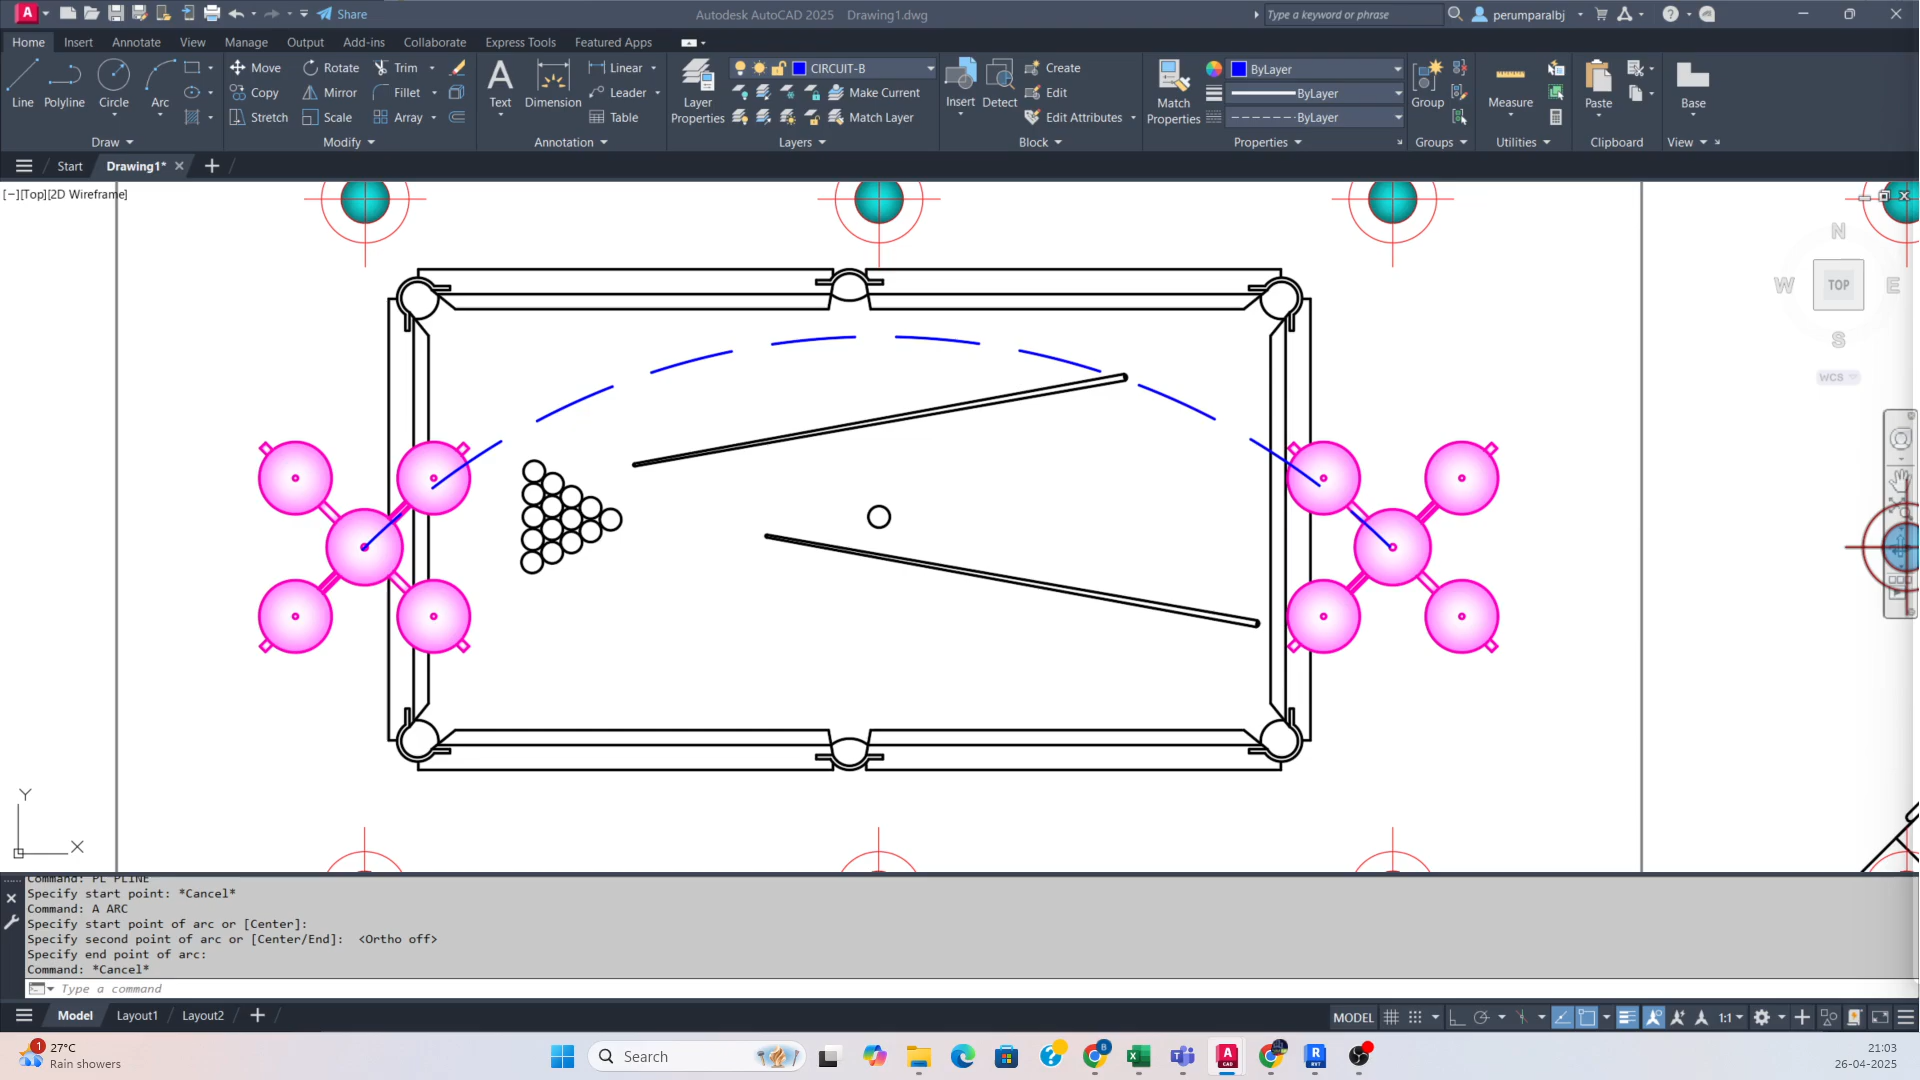 A Share Autodesk AutoCAD 2025 Drawing1.dwg Type a keyword or phrase perumparalbj
Home Insert Annotate View Manage Output Add-ins Collaborate Express Tools Featured Apps
Line Polyline Circle Arc
Move Rotate Trim
Copy Mirror Fillet
Stretch Scale Array
Text Dimension
Linear
Leader
Table
Layer Properties
CIRCUIT-B
Make Current
Match Layer
Insert Detect
Create
Edit
Edit Attributes
Match Properties
ByLayer
ByLayer
ByLayer
Group Measure Paste Base
Draw Modify Annotation Layers Block Properties Groups Utilities Clipboard View
Start Drawing1*
[−][Top][2D Wireframe]
N
W TOP E
S
WCS
Y
X
Command: PL PLINE
Specify start point: *Cancel*
Command: A ARC
Specify start point of arc or [Center]:
Specify second point of arc or [Center/End]: <Ortho off>
Specify end point of arc:
Command: *Cancel*
Type a command
Model Layout1 Layout2 MODEL 1:1
1 27°C
Rain showers
Search
21:03
26-04-2025